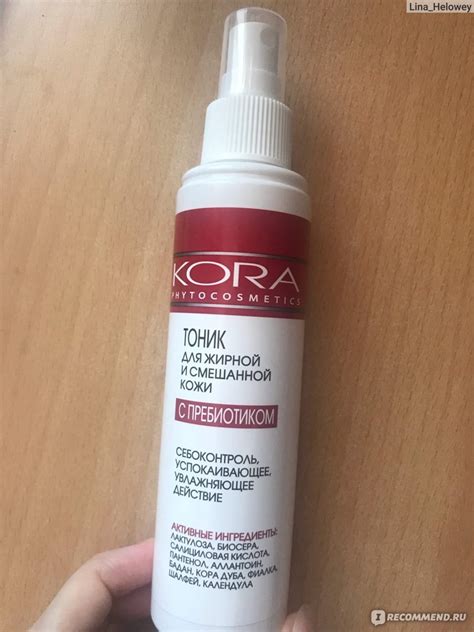 Lina_Helowey
KORA
PHYTOCOSMETICS
ТОНИК
ДЛЯ ЖИРНОЙ
И СМЕШАННОЙ
КОЖИ
С ПРЕБИОТИКОМ
СЕБОКОНТРОЛЬ,
УСПОКАИВАЮЩЕЕ,
УВЛАЖНЯЮЩЕЕ
ДЕЙСТВИЕ
АКТИВНЫЕ ИНГРЕДИЕНТЫ:
ЛАКТУЛОЗА, БИОСЕРА,
САЛИЦИЛОВАЯ КИСЛОТА,
ПАНТЕНОЛ, АЛЛАНТОИН,
БАДАН, КОРА ДУБА, ФИАЛКА,
ШАЛФЕЙ, КАЛЕНДУЛА
IRECOMMEND.RU